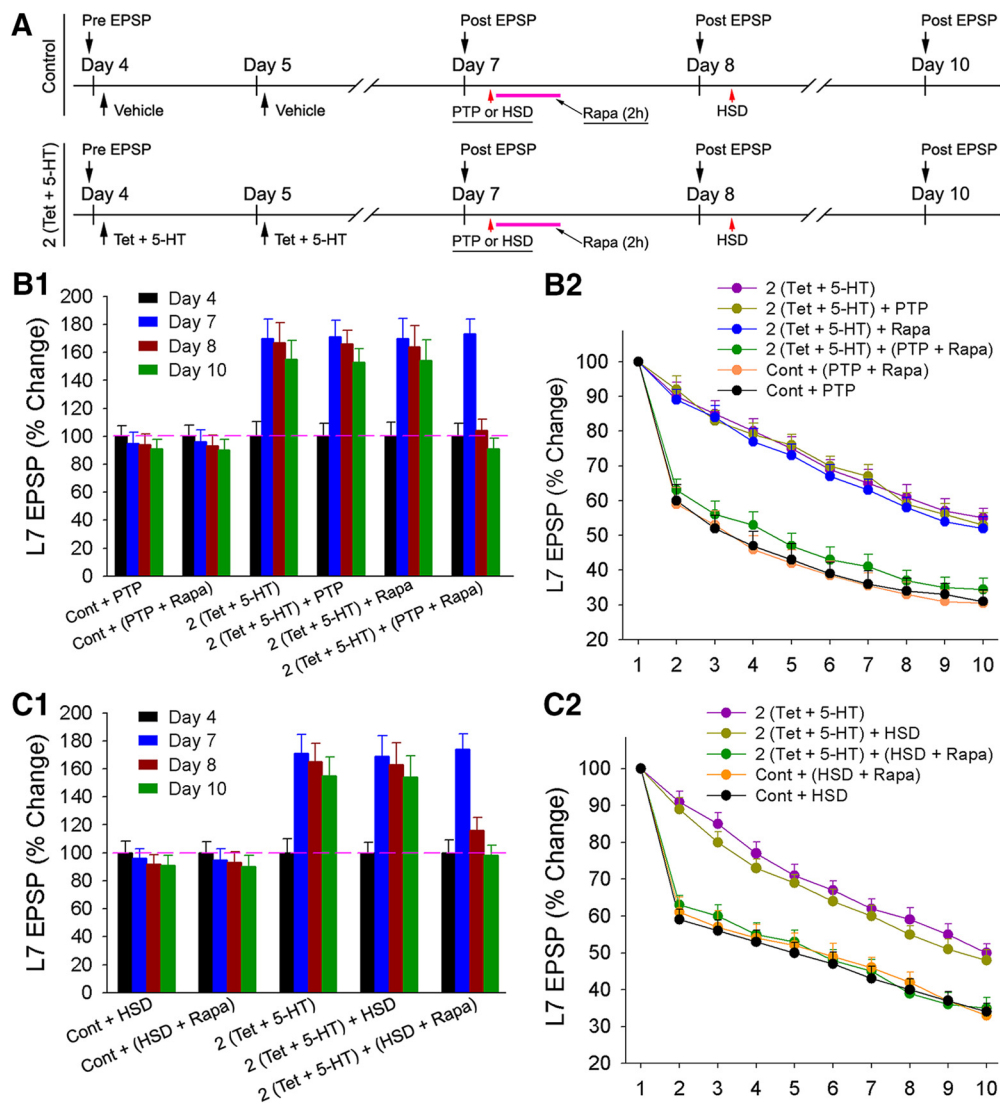 A
Control
Pre EPSP
Post EPSP
Post EPSP
Post EPSP
Day 4
Day 5
Day 7
Day 8
Day 10
Vehicle
Vehicle
PTP or HSD
Rapa (2h)
HSD
2 (Tet + 5-HT)
Pre EPSP
Post EPSP
Post EPSP
Post EPSP
Day 4
Day 5
Day 7
Day 8
Day 10
Tet + 5-HT
Tet + 5-HT
PTP or HSD
Rapa (2h)
HSD
B1
L7 EPSP (% Change)
200
180
160
140
120
100
80
60
40
20
0
Day 4
Day 7
Day 8
Day 10
Cont + PTP
Cont + (PTP + Rapa)
2 (Tet + 5-HT)
2 (Tet + 5-HT) + PTP
2 (Tet + 5-HT) + Rapa
2 (Tet + 5-HT) + (PTP + Rapa)
B2
2 (Tet + 5-HT)
2 (Tet + 5-HT) + PTP
2 (Tet + 5-HT) + Rapa
2 (Tet + 5-HT) + (PTP + Rapa)
Cont + (PTP + Rapa)
Cont + PTP
L7 EPSP (% Change)
100
90
80
70
60
50
40
30
20
1 2 3 4 5 6 7 8 9 10
C1
L7 EPSP (% Change)
200
180
160
140
120
100
80
60
40
20
0
Day 4
Day 7
Day 8
Day 10
Cont + HSD
Cont + (HSD + Rapa)
2 (Tet + 5-HT)
2 (Tet + 5-HT) + HSD
2 (Tet + 5-HT) + (HSD + Rapa)
C2
2 (Tet + 5-HT)
2 (Tet + 5-HT) + HSD
2 (Tet + 5-HT) + (HSD + Rapa)
Cont + (HSD + Rapa)
Cont + HSD
L7 EPSP (% Change)
100
90
80
70
60
50
40
30
20
1 2 3 4 5 6 7 8 9 10